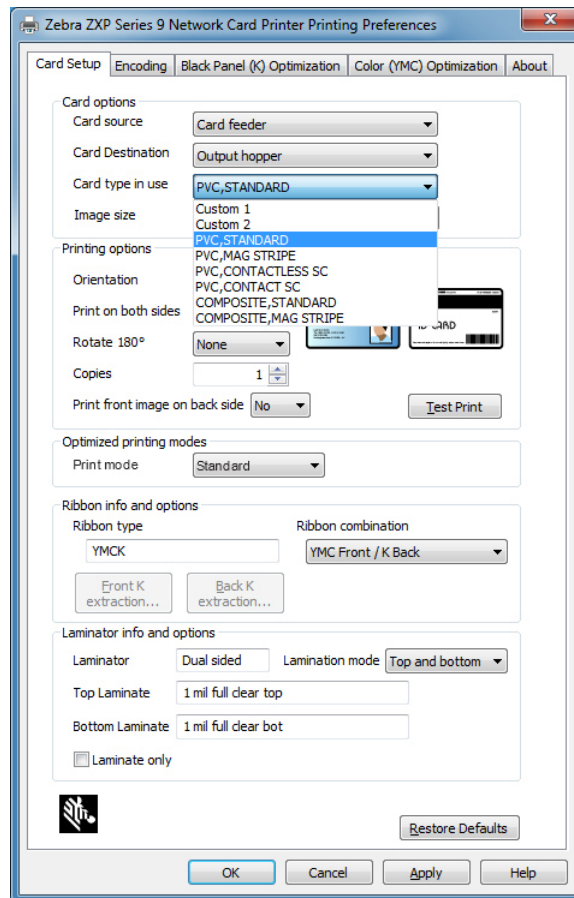 Zebra ZXP Series 9 Network Card Printer Printing Preferences
Card Setup Encoding Black Panel (K) Optimization Color (YMC) Optimization About
Card options
Card source Card feeder
Card Destination Output hopper
Card type in use PVC,STANDARD
Custom 1
Custom 2
PVC,STANDARD
PVC,MAG STRIPE
PVC,CONTACTLESS SC
PVC,CONTACT SC
COMPOSITE,STANDARD
COMPOSITE,MAG STRIPE
Image size
Printing options
Orientation
Print on both sides
ID CARD
Rotate 180° None
Copies 1
Print front image on back side No Test Print
Optimized printing modes
Print mode Standard
Ribbon info and options
Ribbon type Ribbon combination
YMCK YMC Front / K Back
Front K extraction... Back K extraction...
Laminator info and options
Laminator Dual sided Lamination mode Top and bottom
Top Laminate 1 mil full clear top
Bottom Laminate 1 mil full clear bot
Laminate only
Restore Defaults
OK Cancel Apply Help